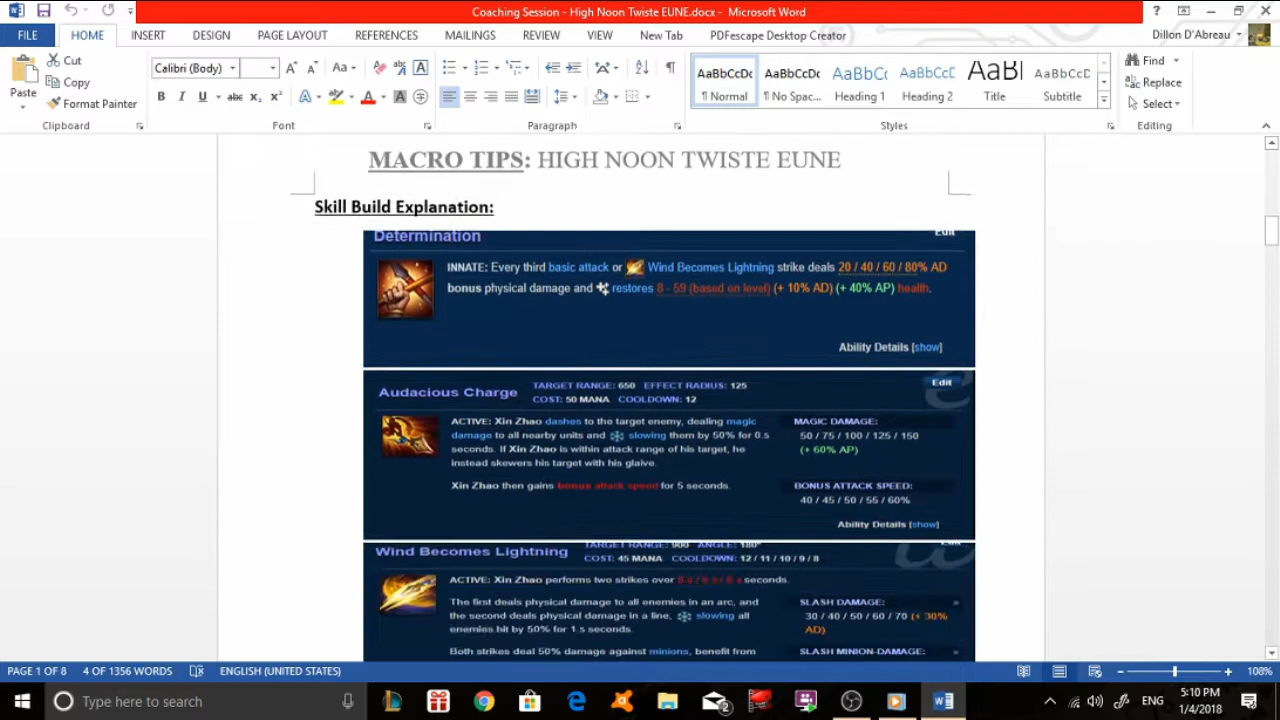 Coaching Session - High Noon Twiste EUNE.docx - Microsoft Word
FILE HOME INSERT DESIGN PAGE LAYOUT REFERENCES MAILINGS REVIEW VIEW New Tab PDFescape Desktop Creator Dillon D'Abreau
Paste
Cut
Copy
Format Painter
Clipboard
Calibri (Body)
Font
Paragraph
AaBbCcDc AaBbCcDc AaBbCc AaBbCcC AaBl AaBbCcD
¶ Normal ¶ No Spac... Heading 1 Heading 2 Title Subtitle
Styles
Find
Replace
Select
Editing
MACRO TIPS: HIGH NOON TWISTE EUNE
Skill Build Explanation:
Determination Edit
INNATE: Every third basic attack or Wind Becomes Lightning strike deals 20 / 40 / 60 / 80% AD
bonus physical damage and restores 8 - 59 (based on level) (+ 10% AD) (+ 40% AP) health.
Ability Details [show]
Audacious Charge
TARGET RANGE: 650 EFFECT RADIUS: 125
COST: 50 MANA COOLDOWN: 12
Edit
ACTIVE: Xin Zhao dashes to the target enemy, dealing magic
damage to all nearby units and slowing them by 50% for 0.5
seconds. If Xin Zhao is within attack range of his target, he
instead skewers his target with his glaive.
Xin Zhao then gains bonus attack speed for 5 seconds.
MAGIC DAMAGE:
50 / 75 / 100 / 125 / 150
(+ 60% AP)
BONUS ATTACK SPEED:
40 / 45 / 50 / 55 / 60%
Ability Details [show]
Wind Becomes Lightning
TARGET RANGE: 900 ANGLE: 180°
COST: 45 MANA COOLDOWN: 12 / 11 / 10 / 9 / 8
Edit
ACTIVE: Xin Zhao performs two strikes over seconds.
The first deals physical damage to all enemies in an arc, and
the second deals physical damage in a line, slowing all
enemies hit by 50% for 1.5 seconds.
Both strikes deal 50% damage against minions, benefit from
SLASH DAMAGE:
30 / 40 / 50 / 60 / 70 (+ 30%
AD)
SLASH MINION-DAMAGE:
PAGE 1 OF 8 4 OF 1356 WORDS ENGLISH (UNITED STATES) 108%
Type here to search
2
ENG
5:10 PM
1/4/2018